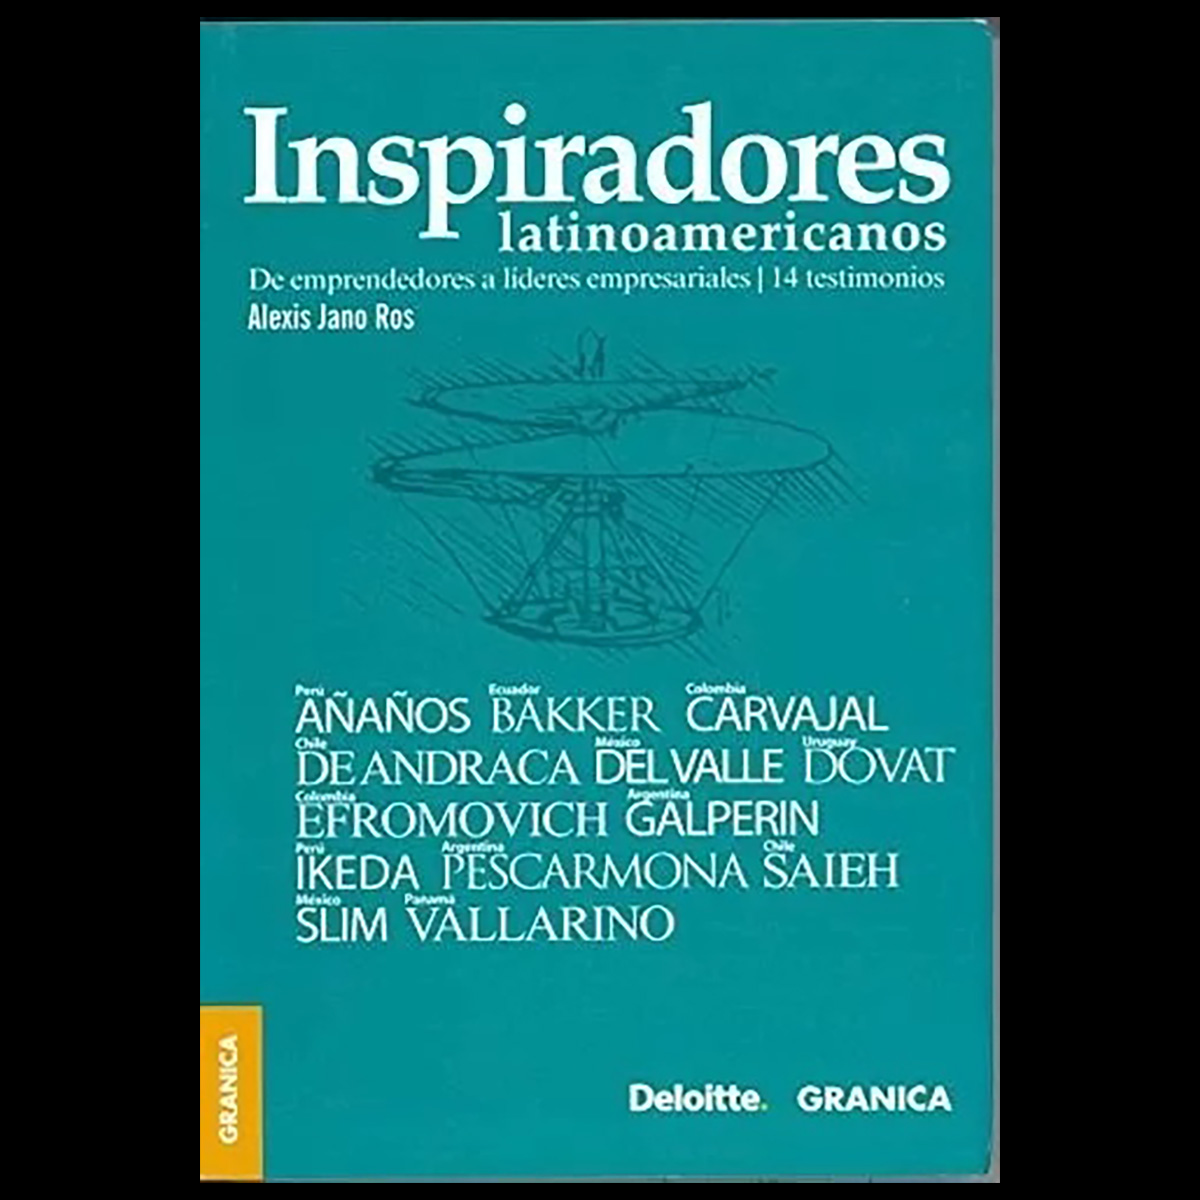 Inspiradores
latinoamericanos
De emprendedores a líderes empresariales | 14 testimonios
Alexis Jano Ros
Perú Ecuador Colombia
AÑAÑOS BAKKER CARVAJAL
Chile México Uruguay
DE ANDRACA DEL VALLE DOVAT
Colombia Argentina
EFROMOVICH GALPERIN
Perú Argentina Chile
IKEDA PESCARMONA SAIEH
México Panamá
SLIM VALLARINO
GRANICA
Deloitte. GRANICA